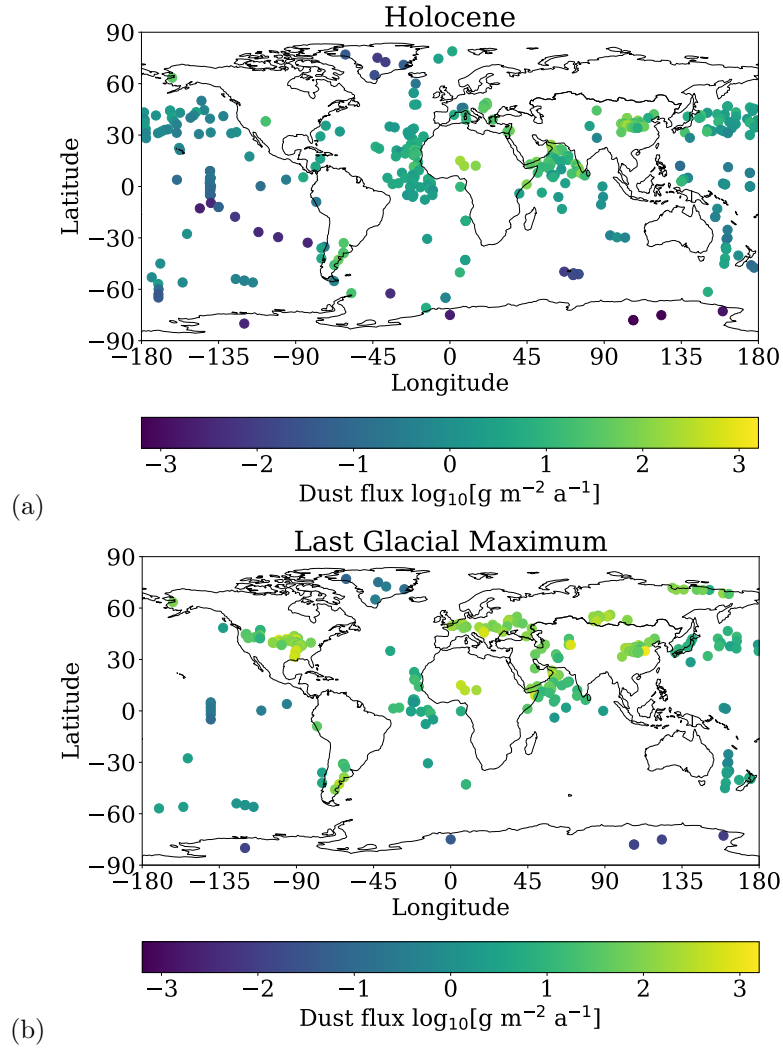 Holocene
90
60
30
0
−30
−60
−90
Latitude
−180 −135 −90 −45 0 45 90 135 180
Longitude
−3 −2 −1 0 1 2 3
Dust flux log₁₀[g m⁻² a⁻¹]
(a)
Last Glacial Maximum
90
60
30
0
−30
−60
−90
Latitude
−180 −135 −90 −45 0 45 90 135 180
Longitude
−3 −2 −1 0 1 2 3
Dust flux log₁₀[g m⁻² a⁻¹]
(b)